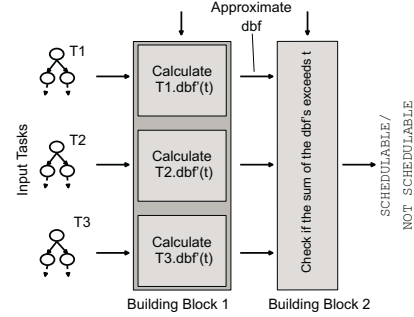 Approximate
dbf
T1
Calculate
T1.dbf'(t)
T2
Calculate
T2.dbf'(t)
T3
Calculate
T3.dbf'(t)
Input Tasks
Check if the sum of the dbf's exceeds t
SCHEDULABLE/
NOT SCHEDULABLE
Building Block 1
Building Block 2